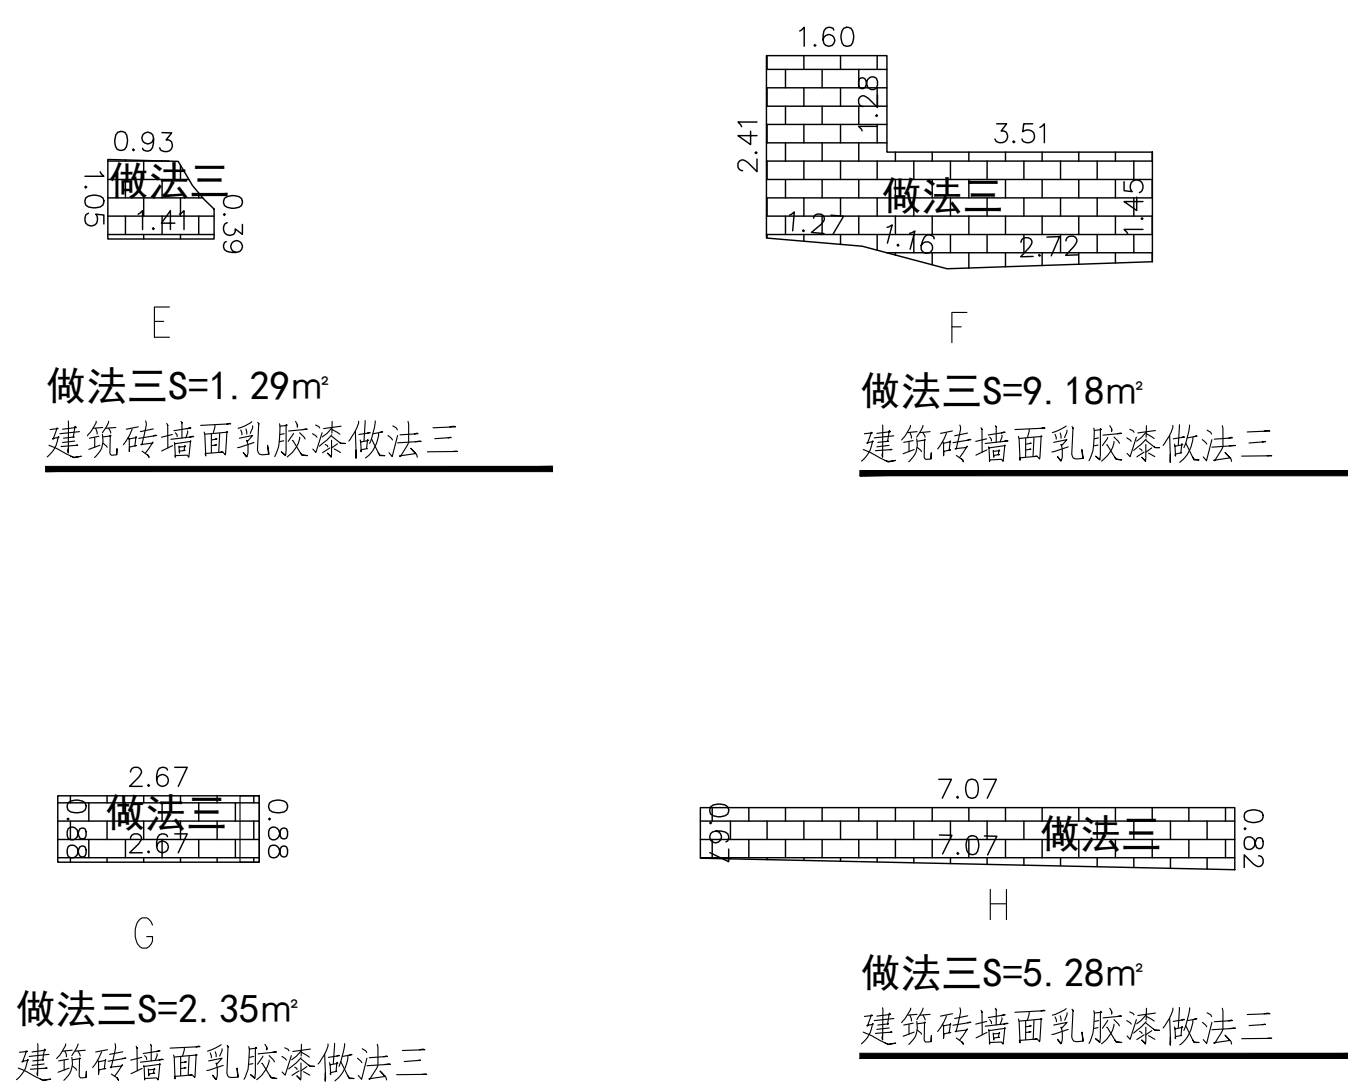 0.93
做法三
1.05
1.41
0.39
E
做法三S=1.29m²
建筑砖墙面乳胶漆做法三
1.60
1.28
2.41
3.51
做法三
1.45
1.27
1.16
2.72
F
做法三S=9.18m²
建筑砖墙面乳胶漆做法三
2.67
0.88
做法三
0.88
2.67
G
做法三S=2.35m²
建筑砖墙面乳胶漆做法三
7.07
0.67
做法三
0.82
7.07
H
做法三S=5.28m²
建筑砖墙面乳胶漆做法三